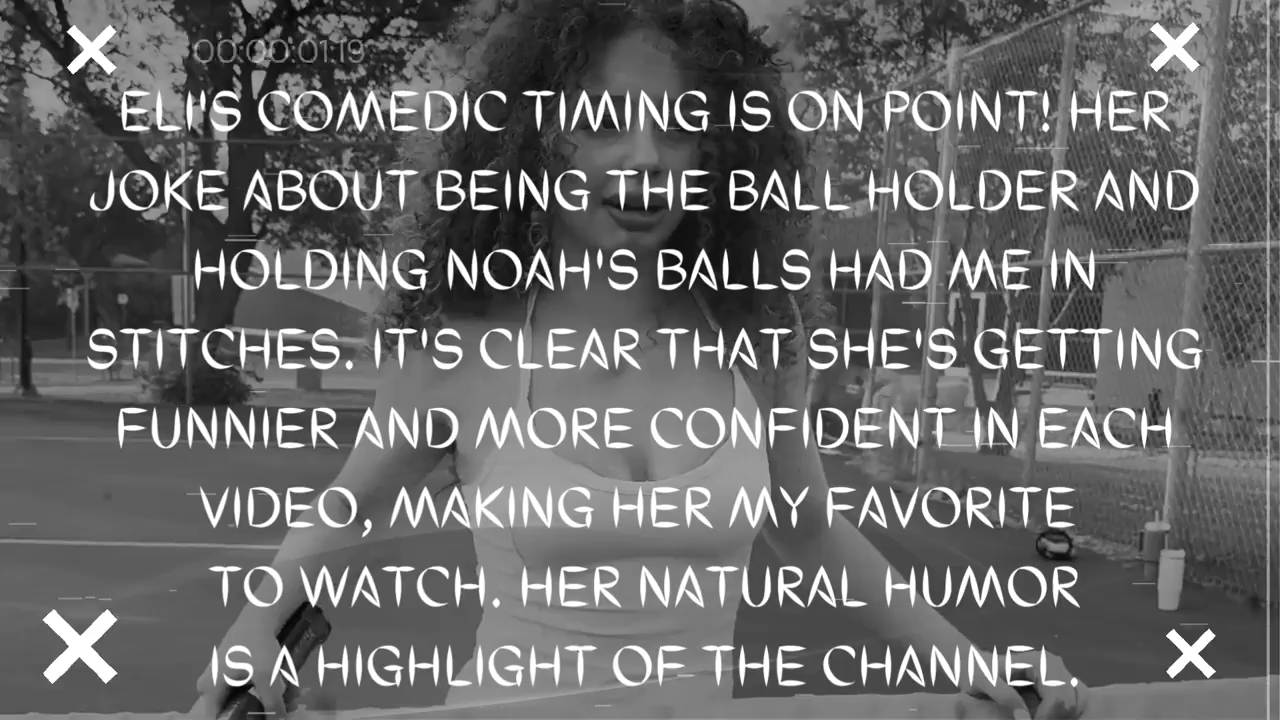 00:00:01:19
ELI'S COMEDIC TIMING IS ON POINT! HER
JOKE ABOUT BEING THE BALL HOLDER AND
HOLDING NOAH'S BALLS HAD ME IN
STITCHES. IT'S CLEAR THAT SHE'S GETTING
FUNNIER AND MORE CONFIDENT IN EACH
VIDEO, MAKING HER MY FAVORITE
TO WATCH. HER NATURAL HUMOR
IS A HIGHLIGHT OF THE CHANNEL.